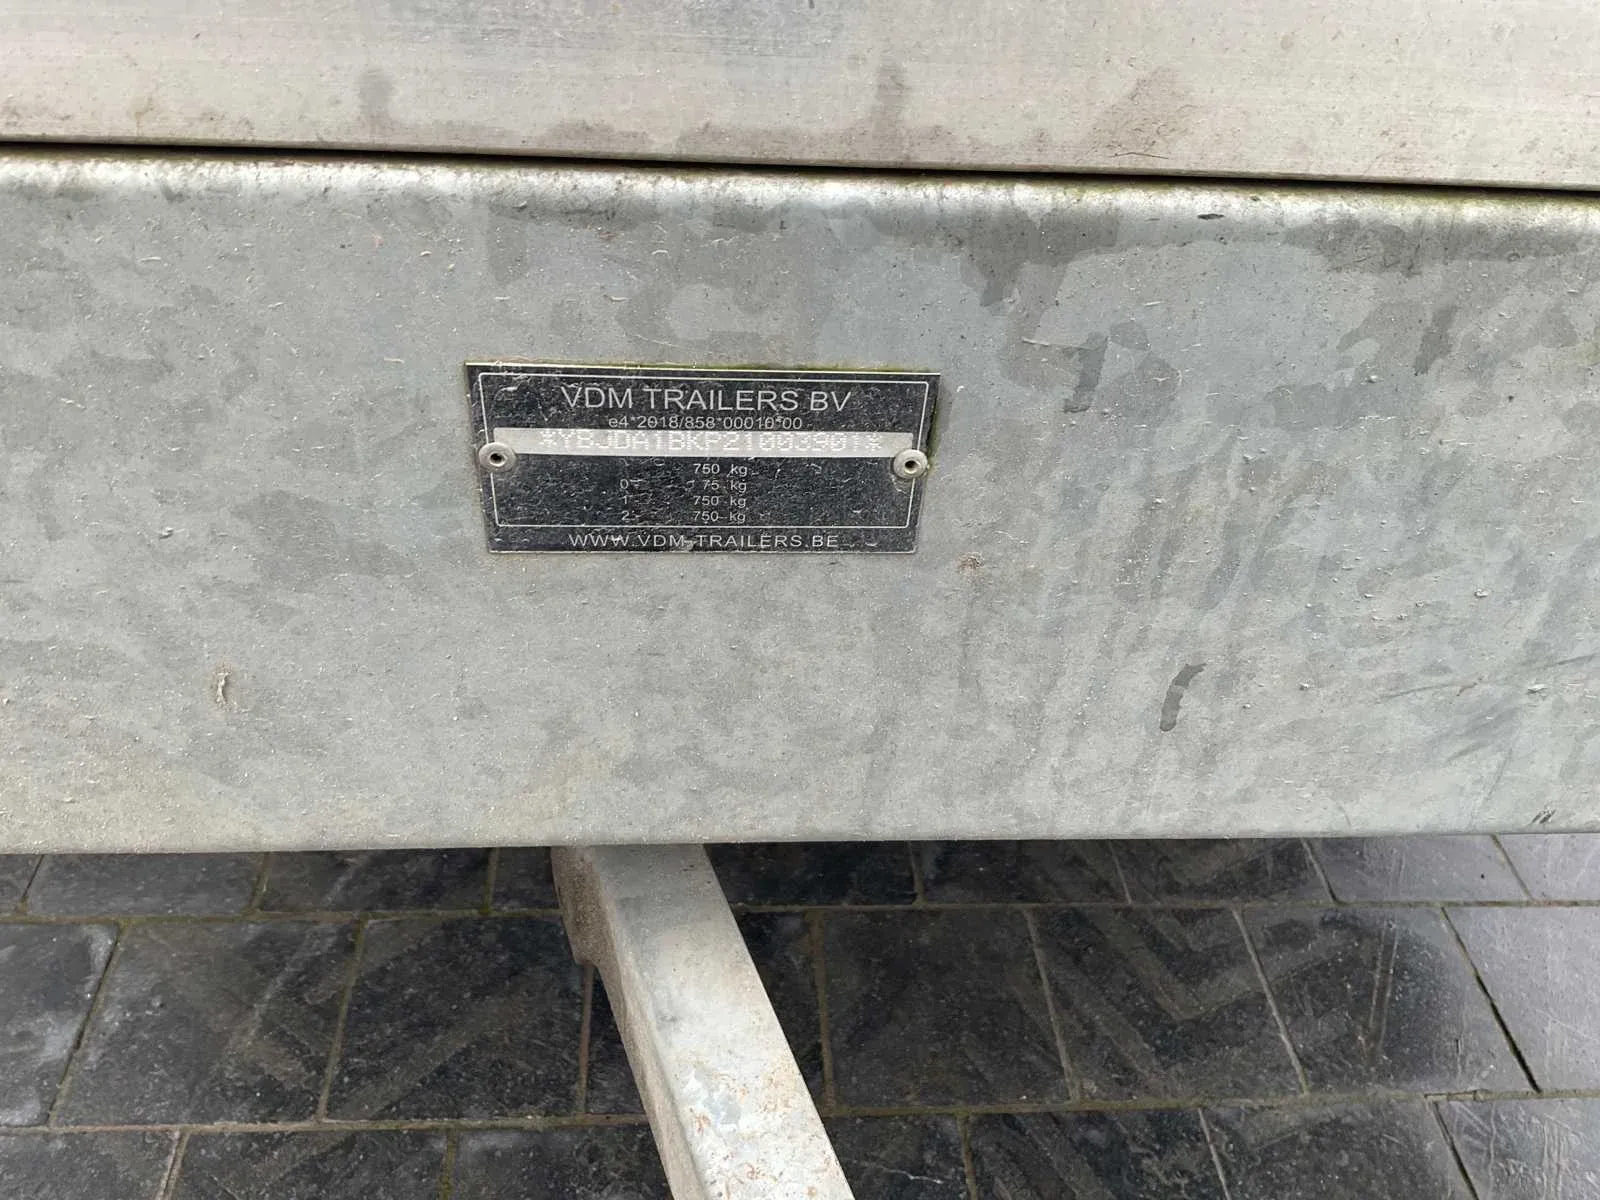 VDM TRAILERS BV
e4*2018/858*00010*00
*YBJDA1BKP21003901*
750 kg
0- 75 kg
1- 750 kg
2- 750 kg
WWW.VDM-TRAILERS.BE